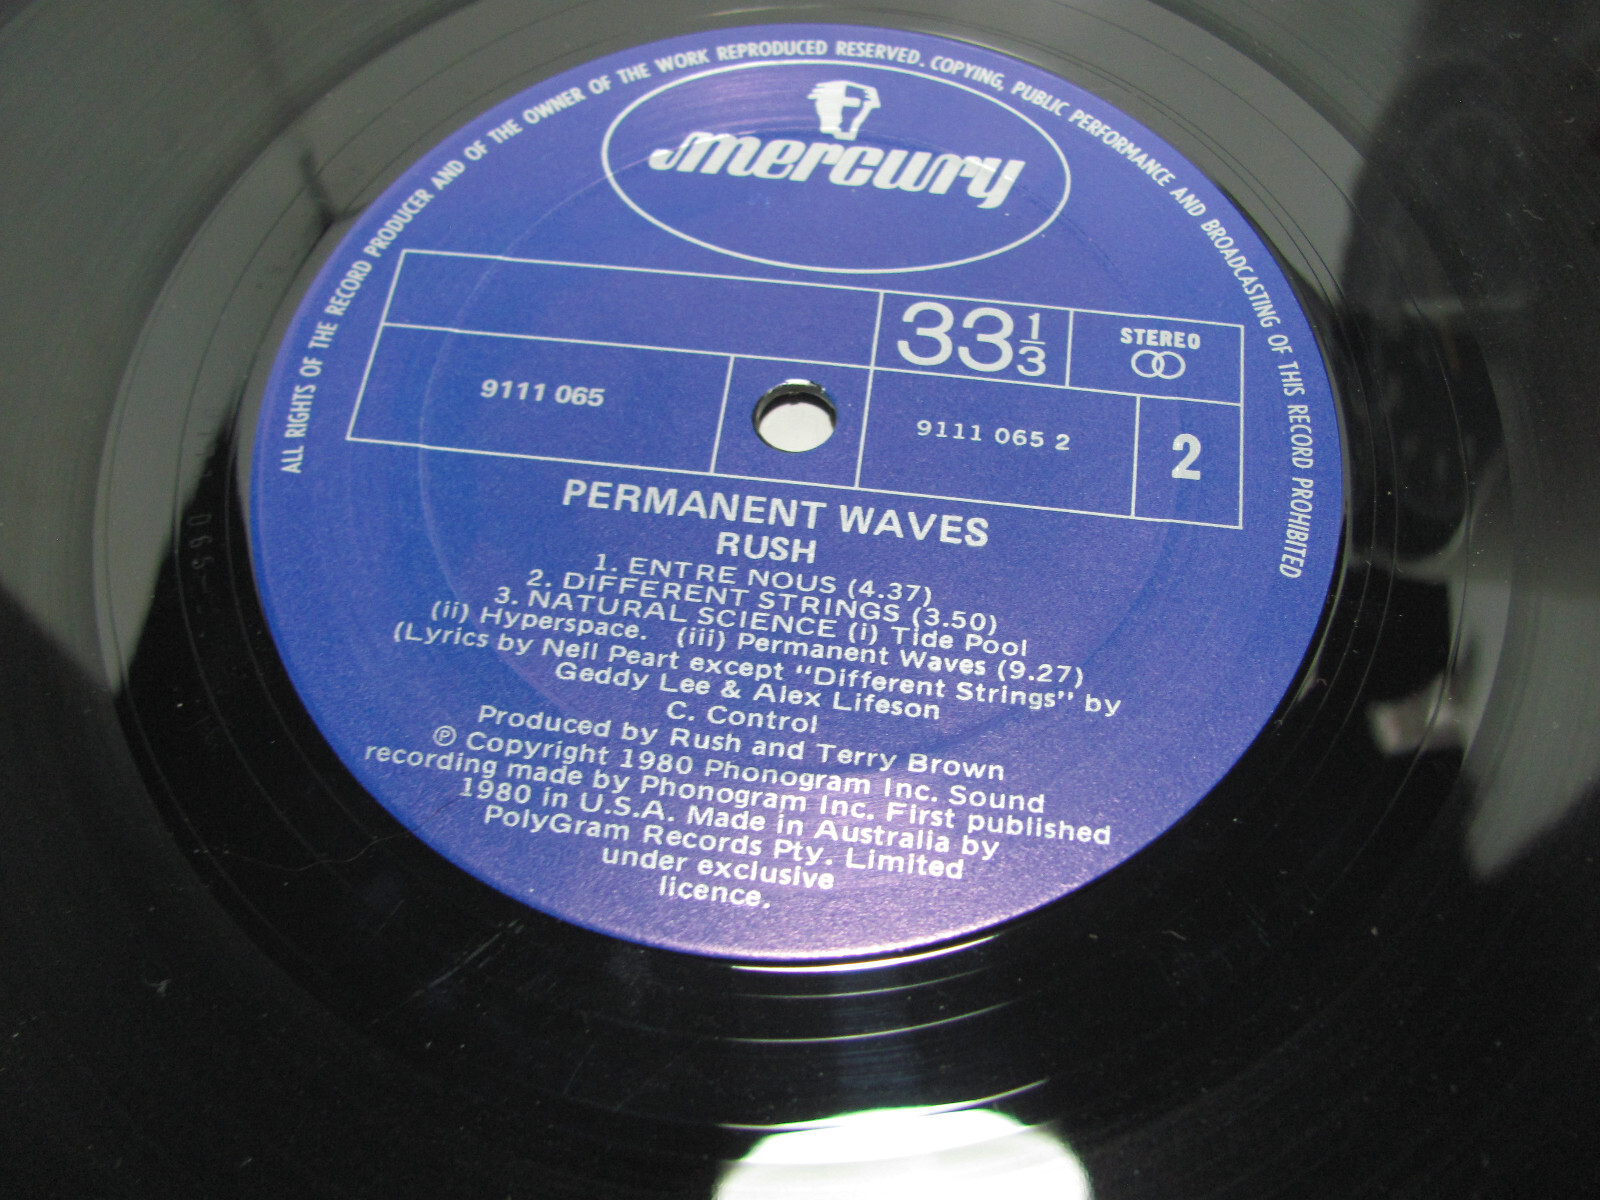 ALL RIGHTS OF THE RECORD PRODUCER AND OF THE OWNER OF THE WORK REPRODUCED RESERVED. COPYING, PUBLIC PERFORMANCE AND BROADCASTING OF THIS RECORD PROHIBITED
mercury
33 1/3
STEREO
9111 065
9111 065 2
2
PERMANENT WAVES
RUSH
1. ENTRE NOUS (4.37)
2. DIFFERENT STRINGS (3.50)
3. NATURAL SCIENCE (i) Tide Pool
(ii) Hyperspace. (iii) Permanent Waves (9.27)
(Lyrics by Neil Peart except "Different Strings" by
Geddy Lee & Alex Lifeson
C. Control
Produced by Rush and Terry Brown
℗ Copyright 1980 Phonogram Inc. Sound
recording made by Phonogram Inc. First published
1980 in U.S.A. Made in Australia by
PolyGram Records Pty. Limited
under exclusive
licence.